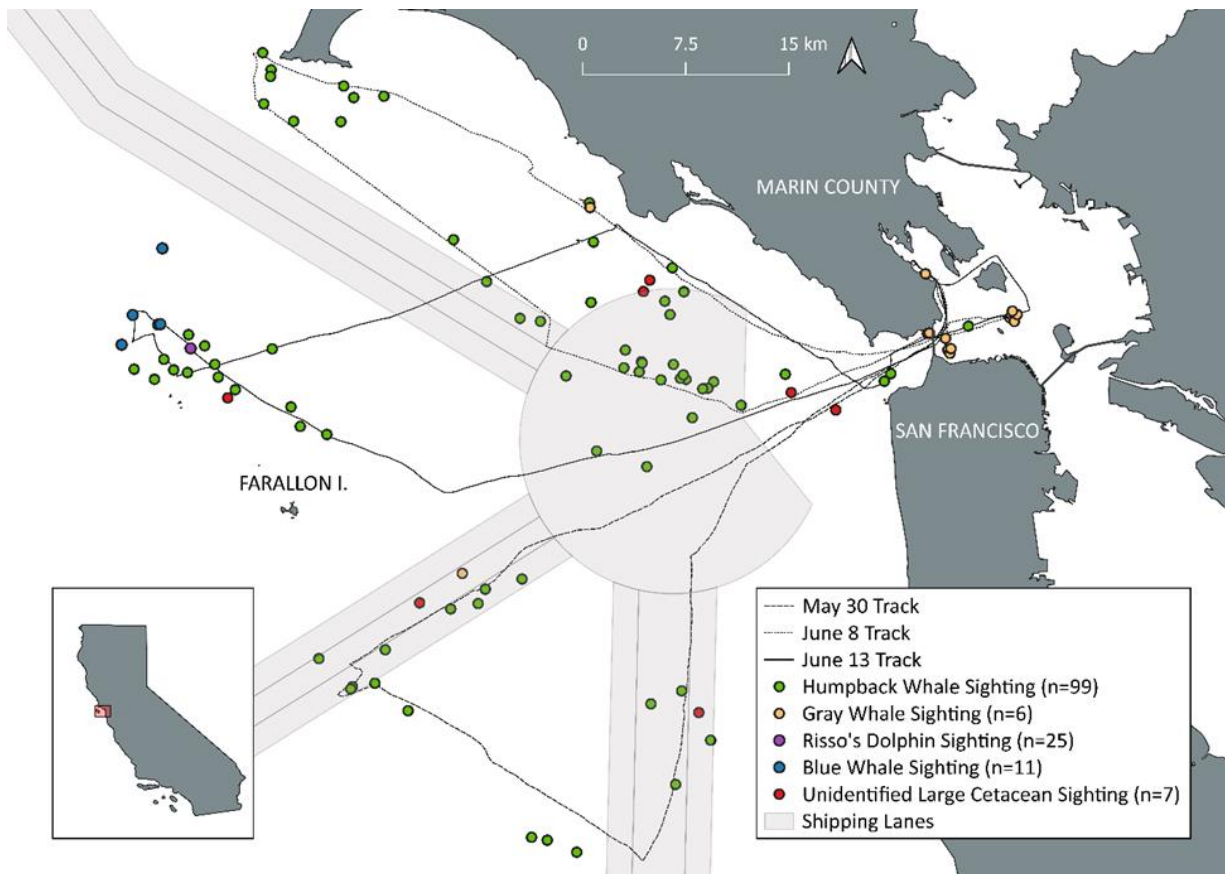 0 7.5 15 km
MARIN COUNTY
SAN FRANCISCO
FARALLON I.
May 30 Track
June 8 Track
June 13 Track
Humpback Whale Sighting (n=99)
Gray Whale Sighting (n=6)
Risso's Dolphin Sighting (n=25)
Blue Whale Sighting (n=11)
Unidentified Large Cetacean Sighting (n=7)
Shipping Lanes